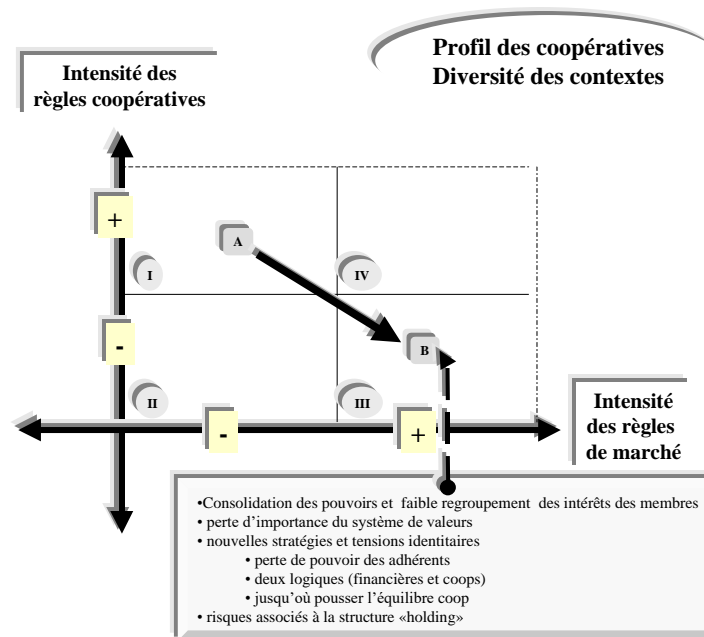 Profil des coopératives
Diversité des contextes
Intensité des
règles coopératives
+
A
I
IV
-
B
II
III
-
+
Intensité
des règles
de marché
•Consolidation des pouvoirs et faible regroupement des intérêts des membres
• perte d’importance du système de valeurs
• nouvelles stratégies et tensions identitaires
• perte de pouvoir des adhérents
• deux logiques (financières et coops)
• jusqu’où pousser l’équilibre coop
• risques associés à la structure «holding»